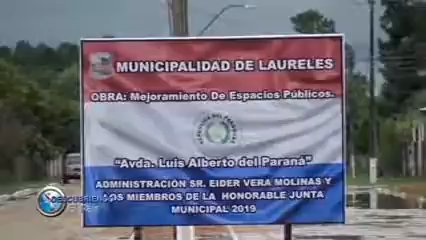 MUNICIPALIDAD DE LAURELES
OBRA: Mejoramiento De Espacios Públicos.
"Avda. Luis Alberto del Paraná"
ADMINISTRACIÓN SR. EIDER VERA MOLINAS Y
LOS MIEMBROS DE LA HONORABLE JUNTA
MUNICIPAL 2019
DESCUBRIENDO